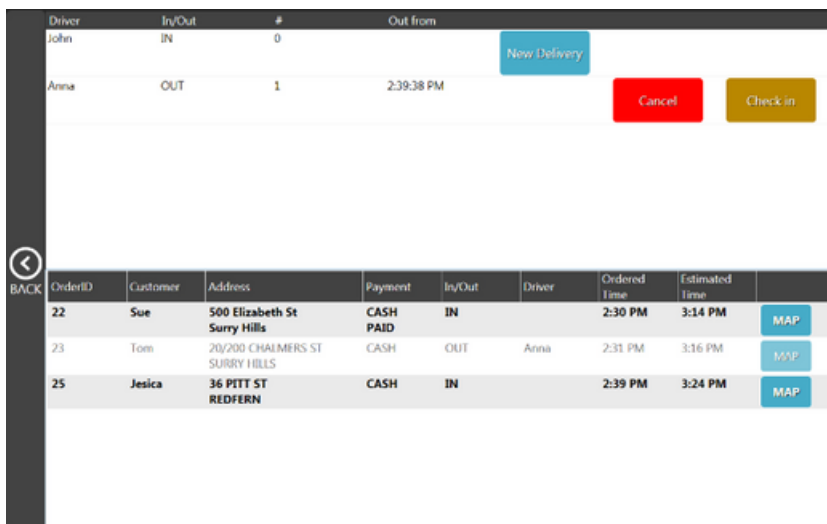 Driver In/Out # Out from
John IN 0 New Delivery
Anna OUT 1 2:39:38 PM Cancel Check in
BACK
OrderID Customer Address Payment In/Out Driver Ordered Time Estimated Time
22 Sue 500 Elizabeth St CASH IN 2:30 PM 3:14 PM MAP
Surry Hills PAID
23 Tom 20/200 CHALMERS ST CASH OUT Anna 2:31 PM 3:16 PM MAP
SURRY HILLS
25 Jesica 36 PITT ST CASH IN 2:39 PM 3:24 PM MAP
REDFERN